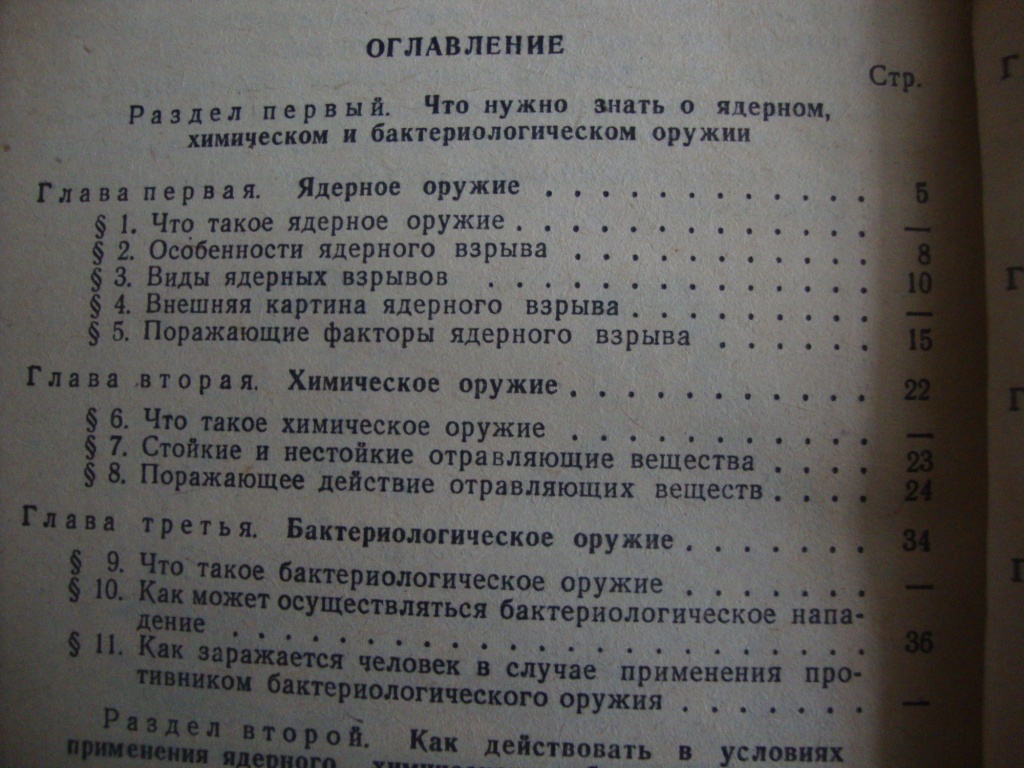 ОГЛАВЛЕНИЕ
Стр.
Раздел первый. Что нужно знать о ядерном,
химическом и бактериологическом оружии
Глава первая. Ядерное оружие . . . . . . . . . . . . 5
§ 1. Что такое ядерное оружие . . . . . . . . . . . . . —
§ 2. Особенности ядерного взрыва . . . . . . . . . . . 8
§ 3. Виды ядерных взрывов . . . . . . . . . . . . . . 10
§ 4. Внешняя картина ядерного взрыва . . . . . . . . . —
§ 5. Поражающие факторы ядерного взрыва . . . . . . 15
Глава вторая. Химическое оружие . . . . . . . . . . . 22
§ 6. Что такое химическое оружие . . . . . . . . . . . —
§ 7. Стойкие и нестойкие отравляющие вещества . . . . 23
§ 8. Поражающее действие отравляющих веществ . . . . 24
Глава третья. Бактериологическое оружие . . . . . . . 34
§ 9. Что такое бактериологическое оружие . . . . . . . —
§ 10. Как может осуществляться бактериологическое напа-
дение . . . . . . . . . . . . . . . . . . . . . . . 36
§ 11. Как заражается человек в случае применения про-
тивником бактериологического оружия . . . . . . . —
Раздел второй. Как действовать в условиях
применения ядерного,